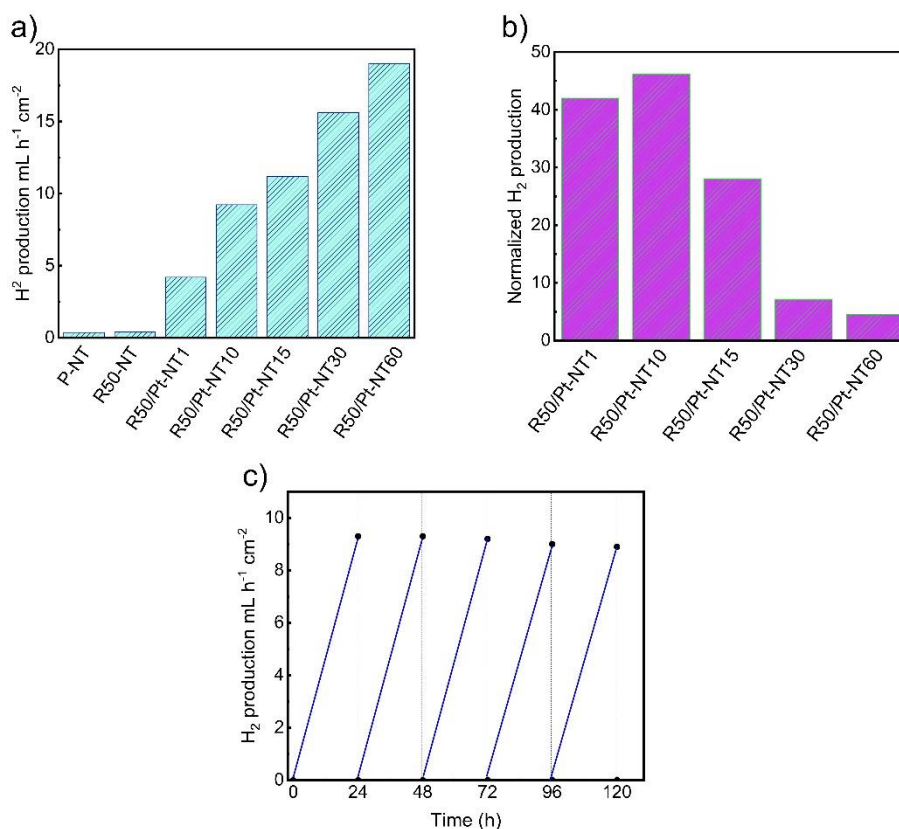 a)
H² production mL h⁻¹ cm⁻²
20
15
10
5
0
P-NT
R50-NT
R50/Pt-NT1
R50/Pt-NT10
R50/Pt-NT15
R50/Pt-NT30
R50/Pt-NT60
b)
Normalized H₂ production
50
40
30
20
10
0
R50/Pt-NT1
R50/Pt-NT10
R50/Pt-NT15
R50/Pt-NT30
R50/Pt-NT60
c)
H₂ production mL h⁻¹ cm⁻²
10
8
6
4
2
0
0 24 48 72 96 120
Time (h)